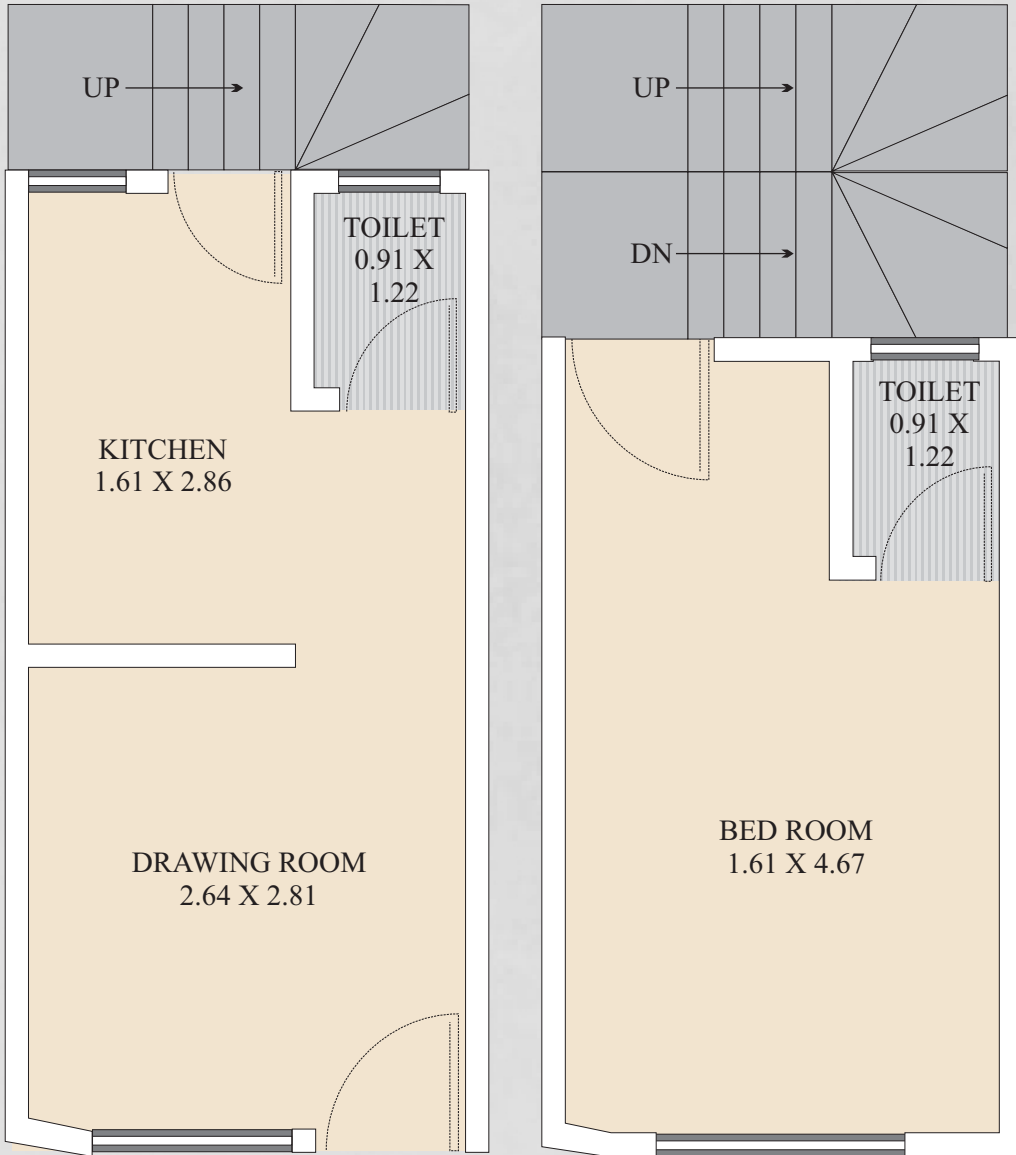 UP
TOILET
0.91 X
1.22
KITCHEN
1.61 X 2.86
DRAWING ROOM
2.64 X 2.81
UP
DN
TOILET
0.91 X
1.22
BED ROOM
1.61 X 4.67